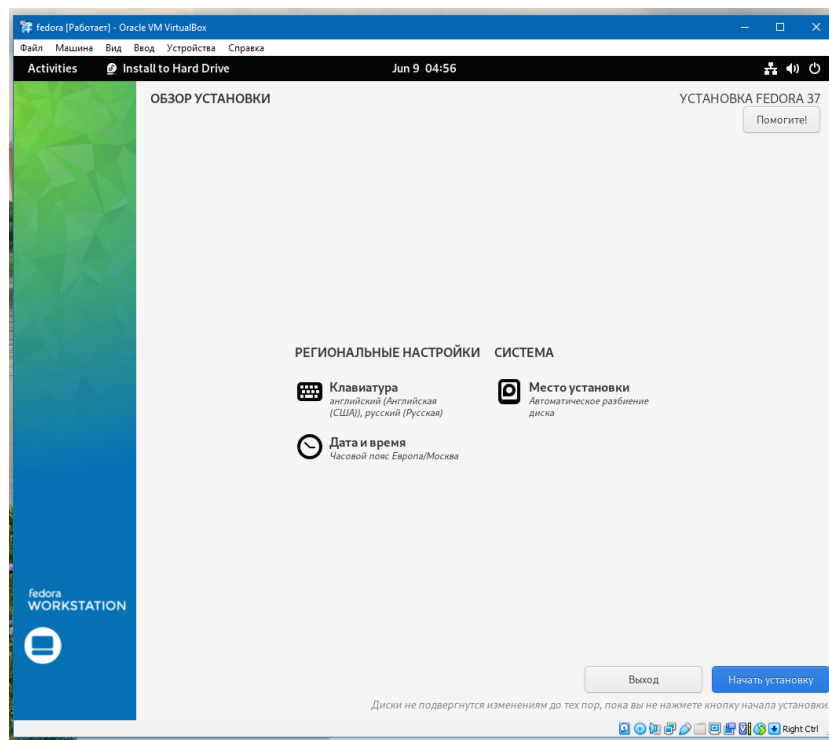 fedora [Работает] - Oracle VM VirtualBox
Файл Машина Вид Ввод Устройства Справка
Activities Install to Hard Drive Jun 9 04:56
ОБЗОР УСТАНОВКИ УСТАНОВКА FEDORA 37
Помогите!
РЕГИОНАЛЬНЫЕ НАСТРОЙКИ СИСТЕМА
Клавиатура
английский (Английская
(США)), русский (Русская)
Место установки
Автоматическое разбиение
диска
Дата и время
Часовой пояс Европа/Москва
fedora
WORKSTATION
Выход Начать установку
Диски не подвергнутся изменениям до тех пор, пока вы не нажмете кнопку начала установки.
Right Ctrl